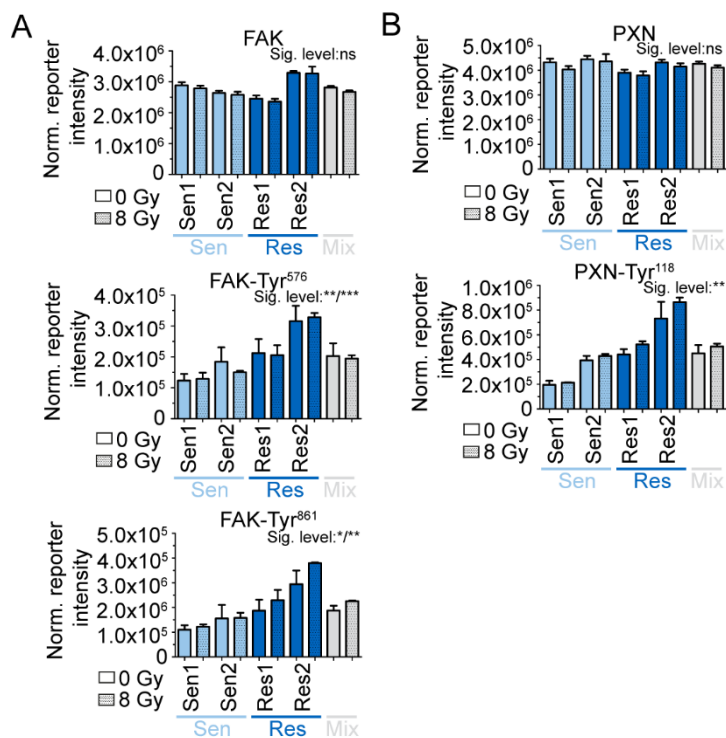 A
FAK
Sig. level:ns
Norm. reporter
intensity
4.0x10⁶
3.0x10⁶
2.0x10⁶
1.0x10⁶
0
0 Gy
8 Gy
Sen1
Sen2
Res1
Res2
Sen
Res
Mix
FAK-Tyr⁵⁷⁶
Sig. level:**/***
Norm. reporter
intensity
4.0x10⁵
3.0x10⁵
2.0x10⁵
1.0x10⁵
0
0 Gy
8 Gy
Sen1
Sen2
Res1
Res2
Sen
Res
Mix
FAK-Tyr⁸⁶¹
Sig. level:*/**
Norm. reporter
intensity
5.0x10⁵
4.0x10⁵
3.0x10⁵
2.0x10⁵
1.0x10⁵
0
0 Gy
8 Gy
Sen1
Sen2
Res1
Res2
Sen
Res
Mix
B
PXN
Sig. level:ns
Norm. reporter
intensity
5.0x10⁶
4.0x10⁶
3.0x10⁶
2.0x10⁶
1.0x10⁶
0
0 Gy
8 Gy
Sen1
Sen2
Res1
Res2
Sen
Res
Mix
PXN-Tyr¹¹⁸
Sig. level:**
Norm. reporter
intensity
1.0x10⁶
8.0x10⁵
6.0x10⁵
4.0x10⁵
2.0x10⁵
0
0 Gy
8 Gy
Sen1
Sen2
Res1
Res2
Sen
Res
Mix